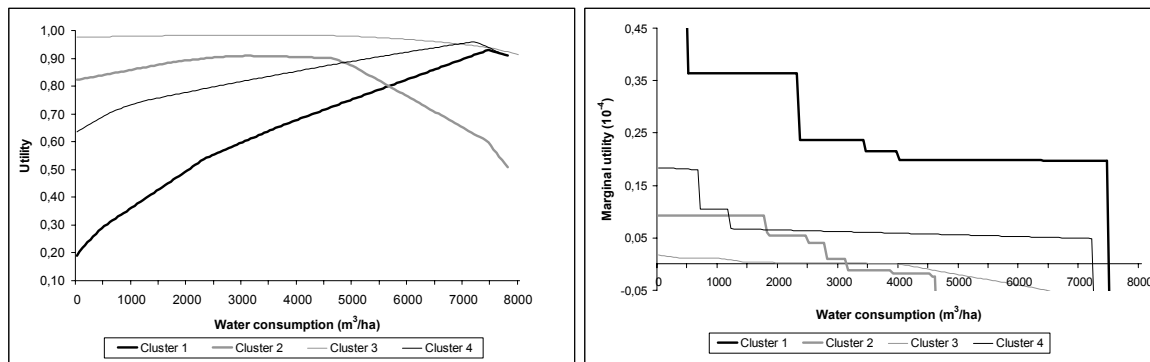 Utility
1,00
0,90
0,80
0,70
0,60
0,50
0,40
0,30
0,20
0,10
0 1000 2000 3000 4000 5000 6000 7000 8000
Water consumption (m³/ha)
Cluster 1 Cluster 2 Cluster 3 Cluster 4
Marginal utility (10⁻⁴)
0,45
0,35
0,25
0,15
0,05
-0,05
0 1000 2000 3000 4000 5000 6000 7000 8000
Water consumption (m³/ha)
Cluster 1 Cluster 2 Cluster 3 Cluster 4